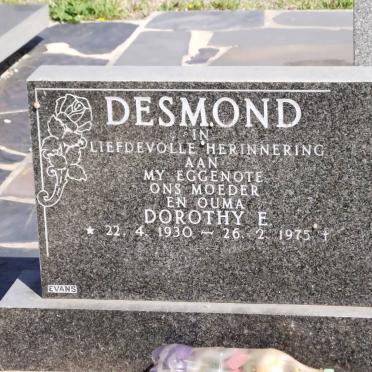 DESMOND
IN
LIEFDEVOLLE HERINNERING
AAN
MY EGGENOTE
ONS MOEDER
EN OUMA
DOROTHY E.
★ 22. 4. 1930 — 26. 2. 1975 †
EVANS